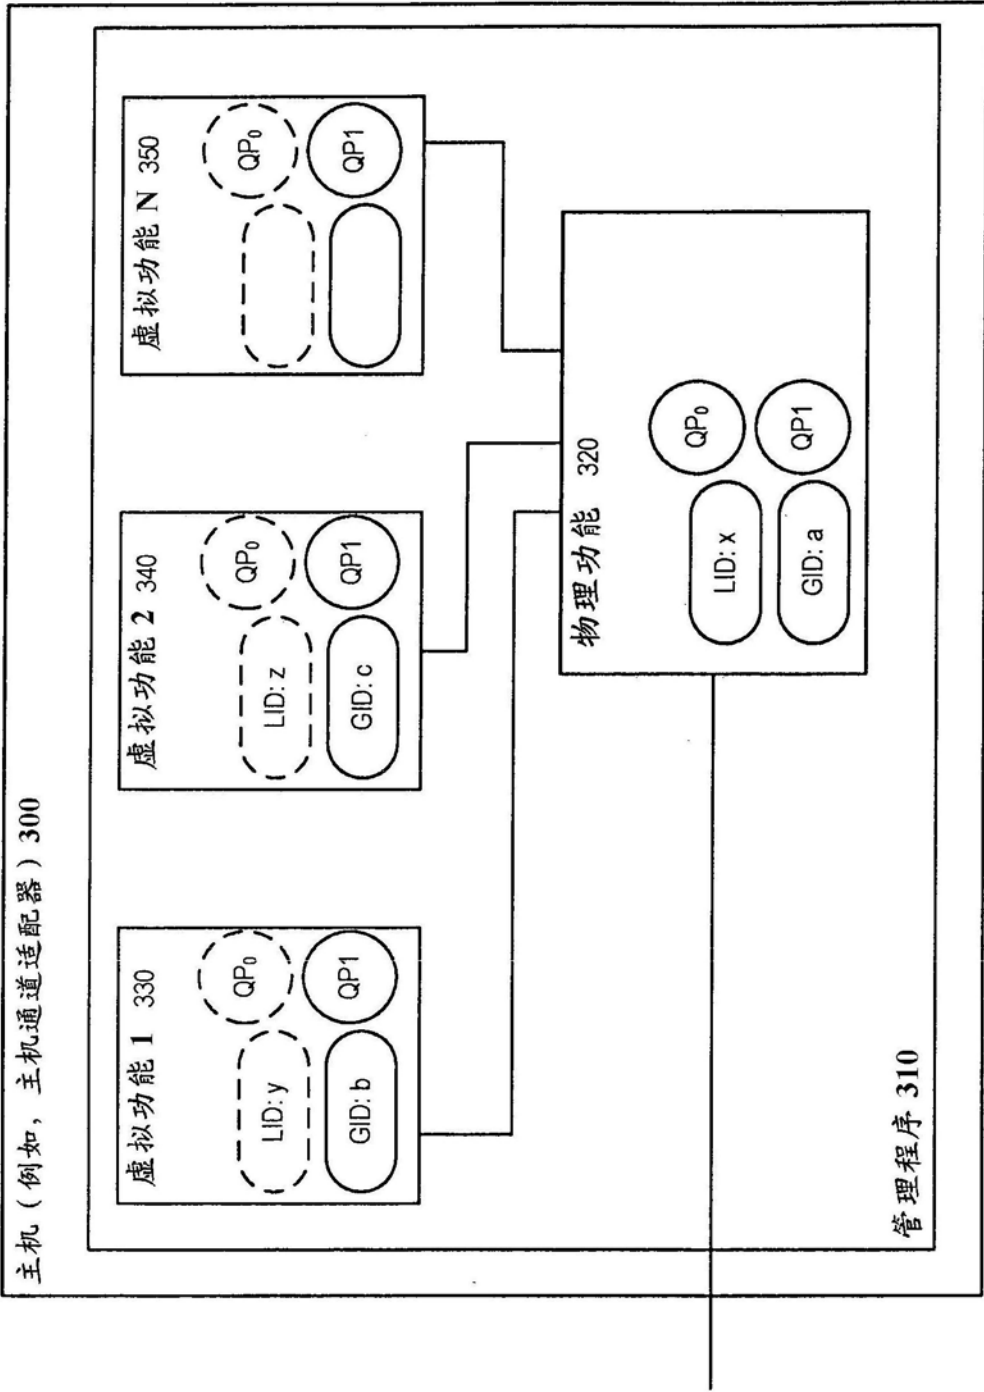 主机（例如，主机通道适配器）300
虚拟功能 1 330
LID: y
QP₀
GID: b
QP1
虚拟功能 2 340
LID: z
QP₀
GID: c
QP1
虚拟功能 N 350
QP₀
QP1
物理功能 320
LID: x
QP₀
GID: a
QP1
管理程序 310